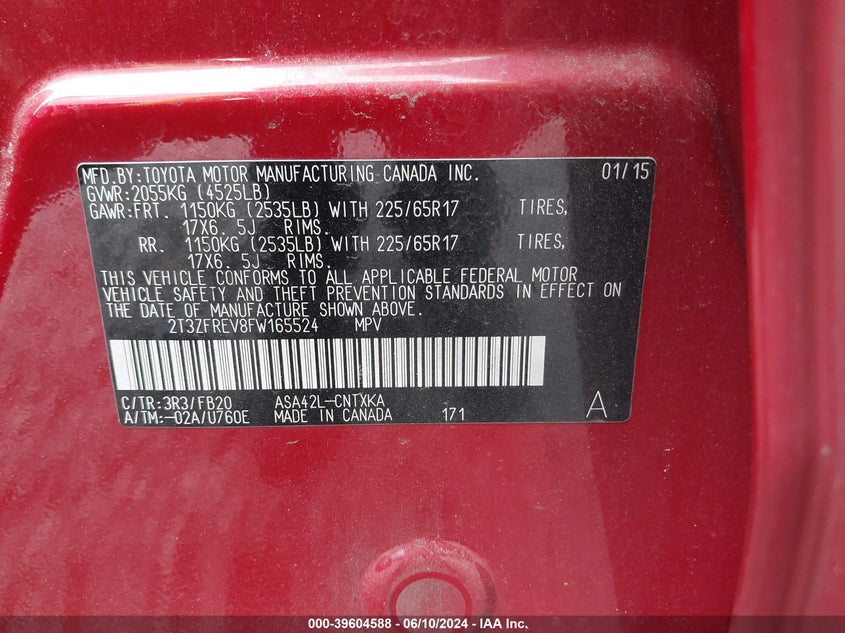 MFD.BY:TOYOTA MOTOR MANUFACTURING CANADA INC. 01/15
GVWR:2055KG (4525LB)
GAWR:FRT. 1150KG (2535LB) WITH 225/65R17 TIRES,
17X6. 5J RIMS.
RR. 1150KG (2535LB) WITH 225/65R17 TIRES,
17X6. 5J RIMS.
THIS VEHICLE CONFORMS TO ALL APPLICABLE FEDERAL MOTOR
VEHICLE SAFETY AND THEFT PREVENTION STANDARDS IN EFFECT ON
THE DATE OF MANUFACTURE SHOWN ABOVE.
2T3ZFREV8FW165524 MPV
C/TR:3R3/FB20 ASA42L-CNTXKA
A/TM:-02A/U760E MADE IN CANADA 171 A
000-39604588 - 06/10/2024 - IAA, Inc.